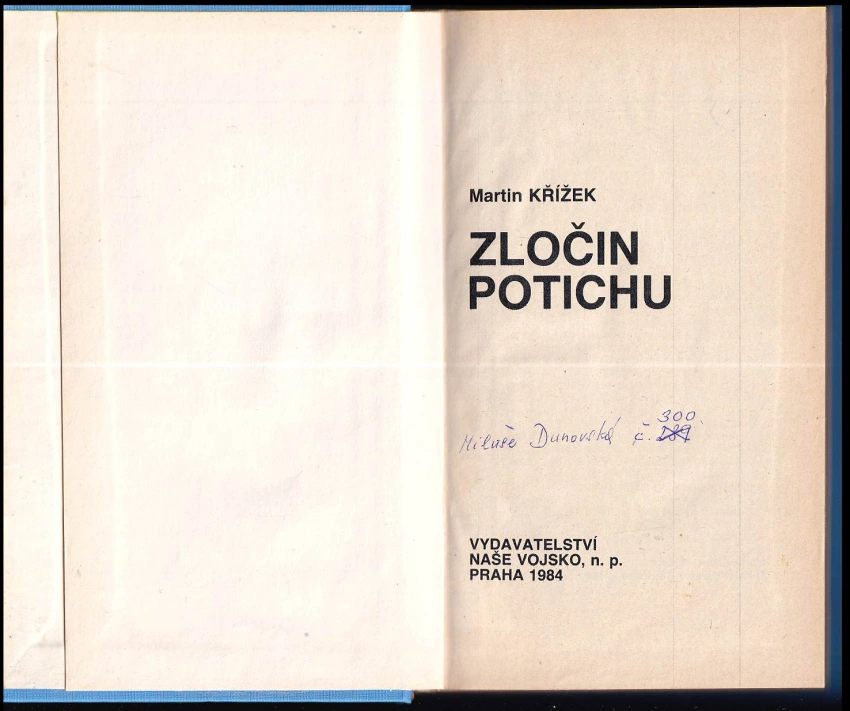 Martin KŘÍŽEK
ZLOČIN
POTICHU
300
Miluše Dunovská č.
VYDAVATELSTVÍ
NAŠE VOJSKO, n. p.
PRAHA 1984